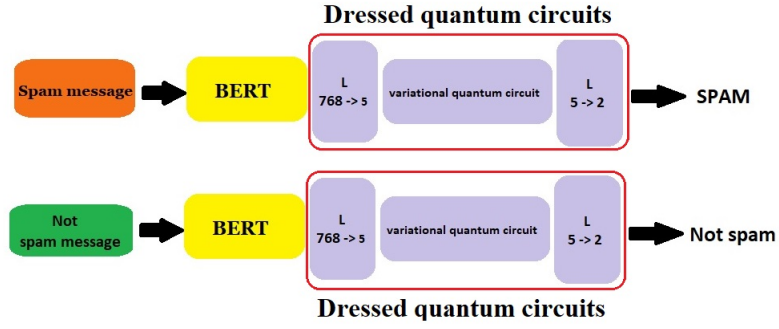 Dressed quantum circuits
Spam message
BERT
L
768 -> 5
variational quantum circuit
L
5 -> 2
SPAM
Not
spam message
BERT
L
768 -> 5
variational quantum circuit
L
5 -> 2
Not spam
Dressed quantum circuits